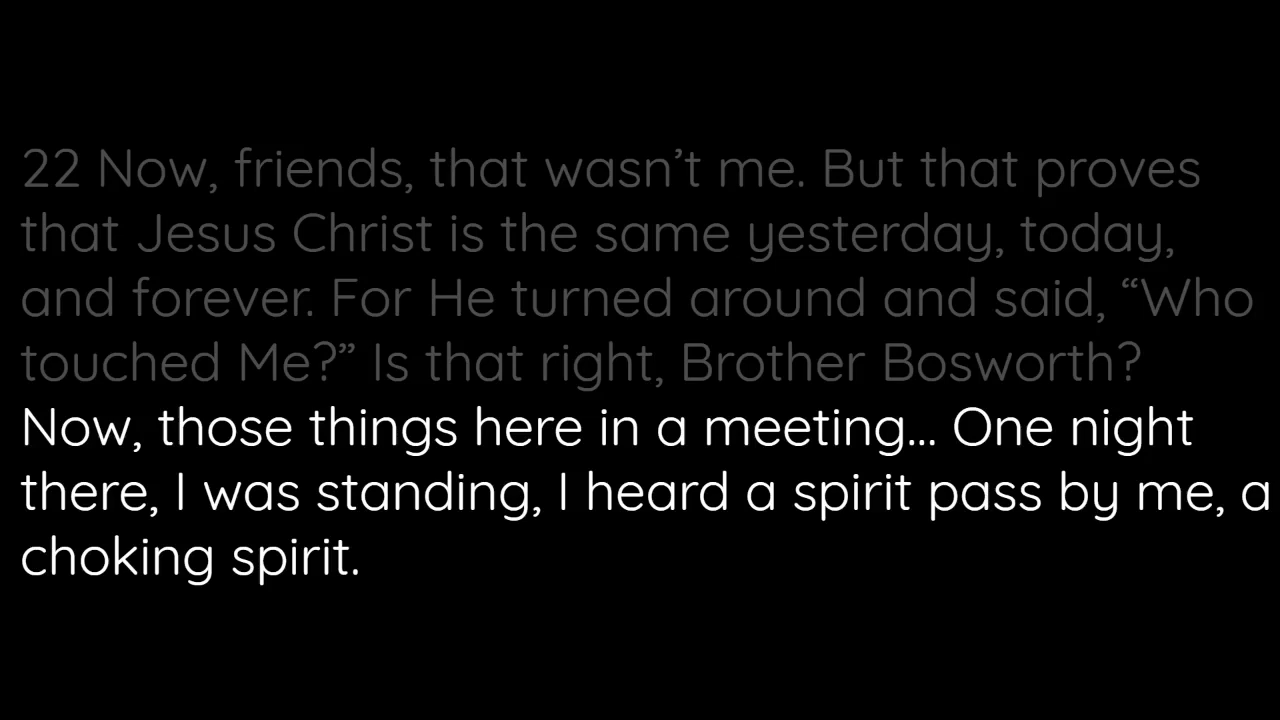 22 Now, friends, that wasn’t me. But that proves
that Jesus Christ is the same yesterday, today,
and forever. For He turned around and said, “Who
touched Me?” Is that right, Brother Bosworth?
Now, those things here in a meeting... One night
there, I was standing, I heard a spirit pass by me, a
choking spirit.